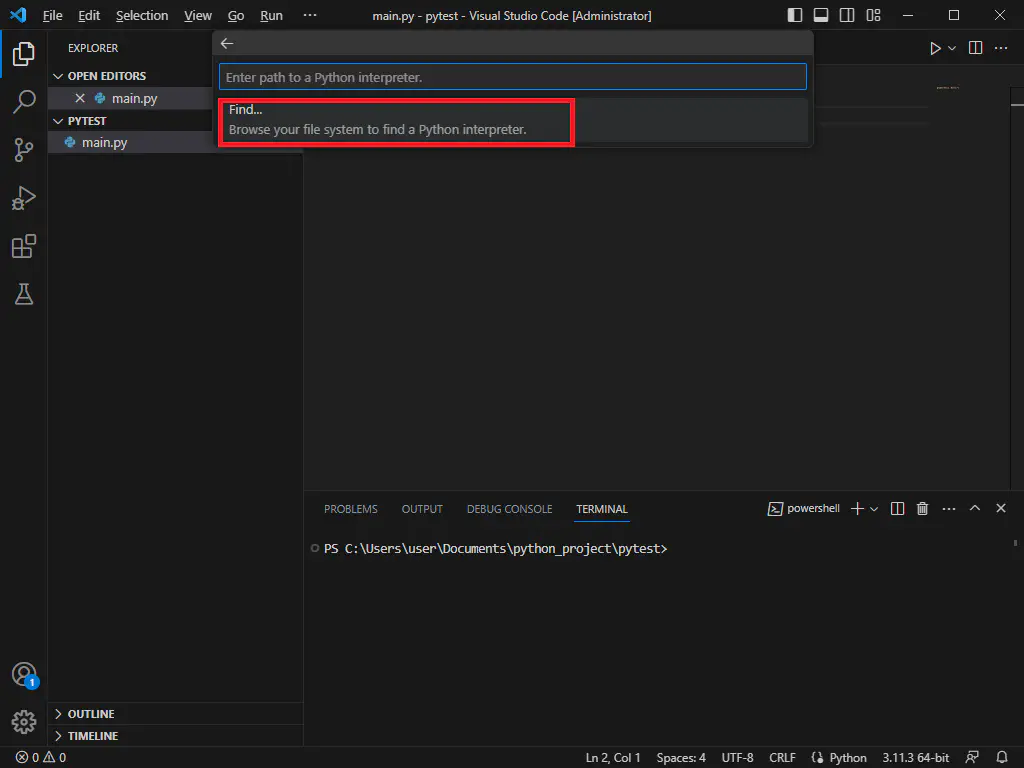 File Edit Selection View Go Run ··· main.py - pytest - Visual Studio Code [Administrator]
EXPLORER
OPEN EDITORS
main.py
PYTEST
main.py
Enter path to a Python interpreter.
Find...
Browse your file system to find a Python interpreter.
PROBLEMS OUTPUT DEBUG CONSOLE TERMINAL powershell
PS C:\Users\user\Documents\python_project\pytest>
1
OUTLINE
TIMELINE
0 0 Ln 2, Col 1 Spaces: 4 UTF-8 CRLF Python 3.11.3 64-bit